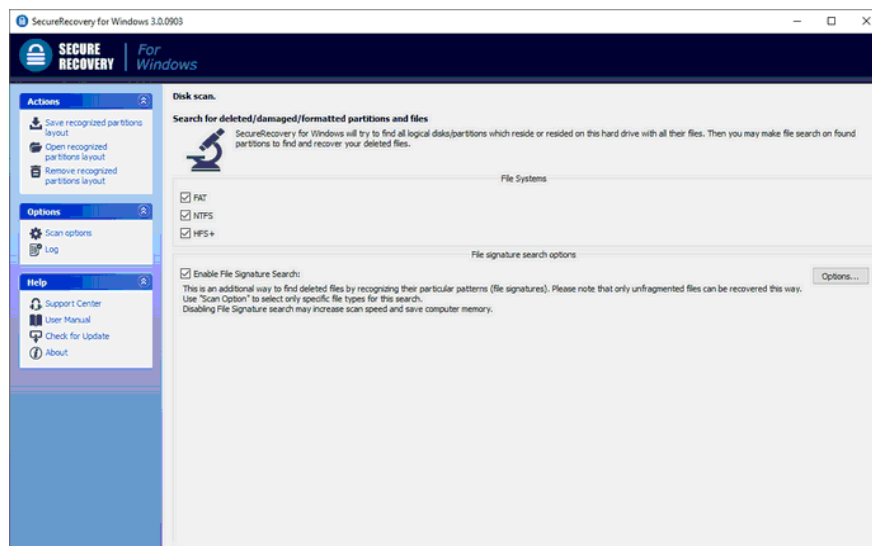 SecureRecovery for Windows 3.0.0903
SECURE
RECOVERY
For
Windows
Actions
Save recognized partitions
layout
Open recognized
partitions layout
Remove recognized
partitions layout
Options
Scan options
Log
Help
Support Center
User Manual
Check for Update
About
Disk scan.
Search for deleted/damaged/formatted partitions and files
SecureRecovery for Windows will try to find all logical disks/partitions which reside or resided on this hard drive with all their files. Then you may make file search on found
partitions to find and recover your deleted files.
File Systems
FAT
NTFS
HFS+
File signature search options
Enable File Signature Search:
Options...
This is an additional way to find deleted files by recognizing their particular patterns (file signatures). Please note that only unfragmented files can be recovered this way.
Use "Scan Option" to select only specific file types for this search.
Disabling File Signature search may increase scan speed and save computer memory.